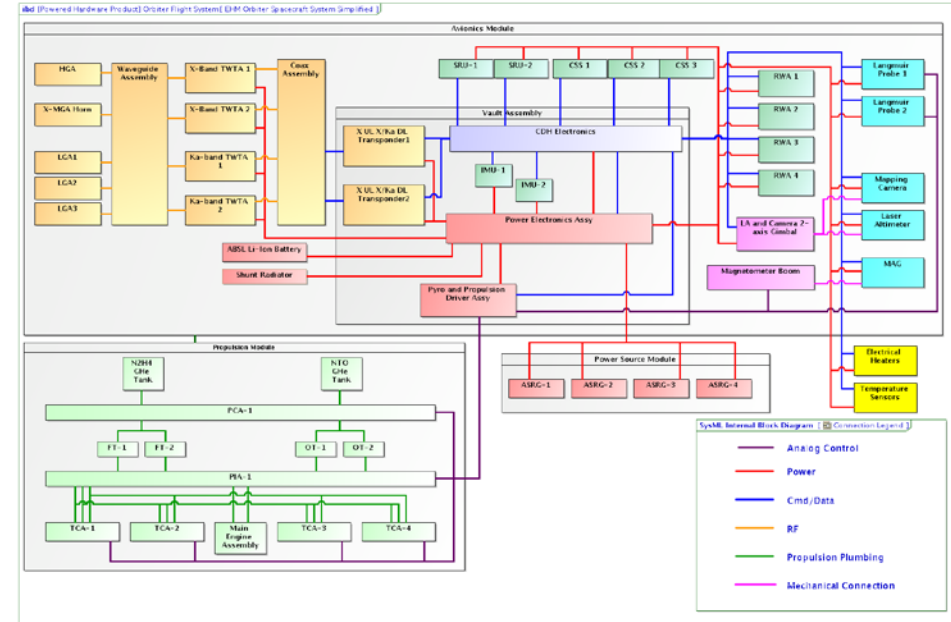 ibd [Powered Hardware Product] Orbiter Flight System[ EHM Orbiter Spacecraft System Simplified ]
Avionics Module
HGA
X-MGA Horn
LGA1
LGA2
LGA3
Waveguide
Assembly
X-Band TWTA 1
X-Band TWTA 2
Ka-band TWTA
1
Ka-band TWTA
2
Coax
Assembly
SRU-1
SRU-2
CSS 1
CSS 2
CSS 3
Vault Assembly
X UL X/Ka DL
Transponder1
X UL X/Ka DL
Transponder
2
CDH Electronics
IMU-1
IMU-2
Power Electronics Assy
Pyro and Propulsion
Driver Assy
ABSL Li-Ion Battery
Shunt Radiator
RWA 1
RWA 2
RWA 3
RWA 4
LA and Camera 2-
axis Gimbal
Magnetometer Boom
Langmuir
Probe 1
Langmuir
Probe 2
Mapping
Camera
Laser
Altimeter
MAG
Electrical
Heaters
Temperature
Sensors
Propulsion Module
N2H4
GHe
Tank
NTO
GHe
Tank
PCA-1
FT-1
FT-2
OT-1
OT-2
PIA-1
TCA-1
TCA-2
Main
Engine
Assembly
TCA-3
TCA-4
Power Source Module
ASRG-1
ASRG-2
ASRG-3
ASRG-4
SysML Internal Block Diagram [ Connection Legend ]
Analog Control
Power
Cmd/Data
RF
Propulsion Plumbing
Mechanical Connection